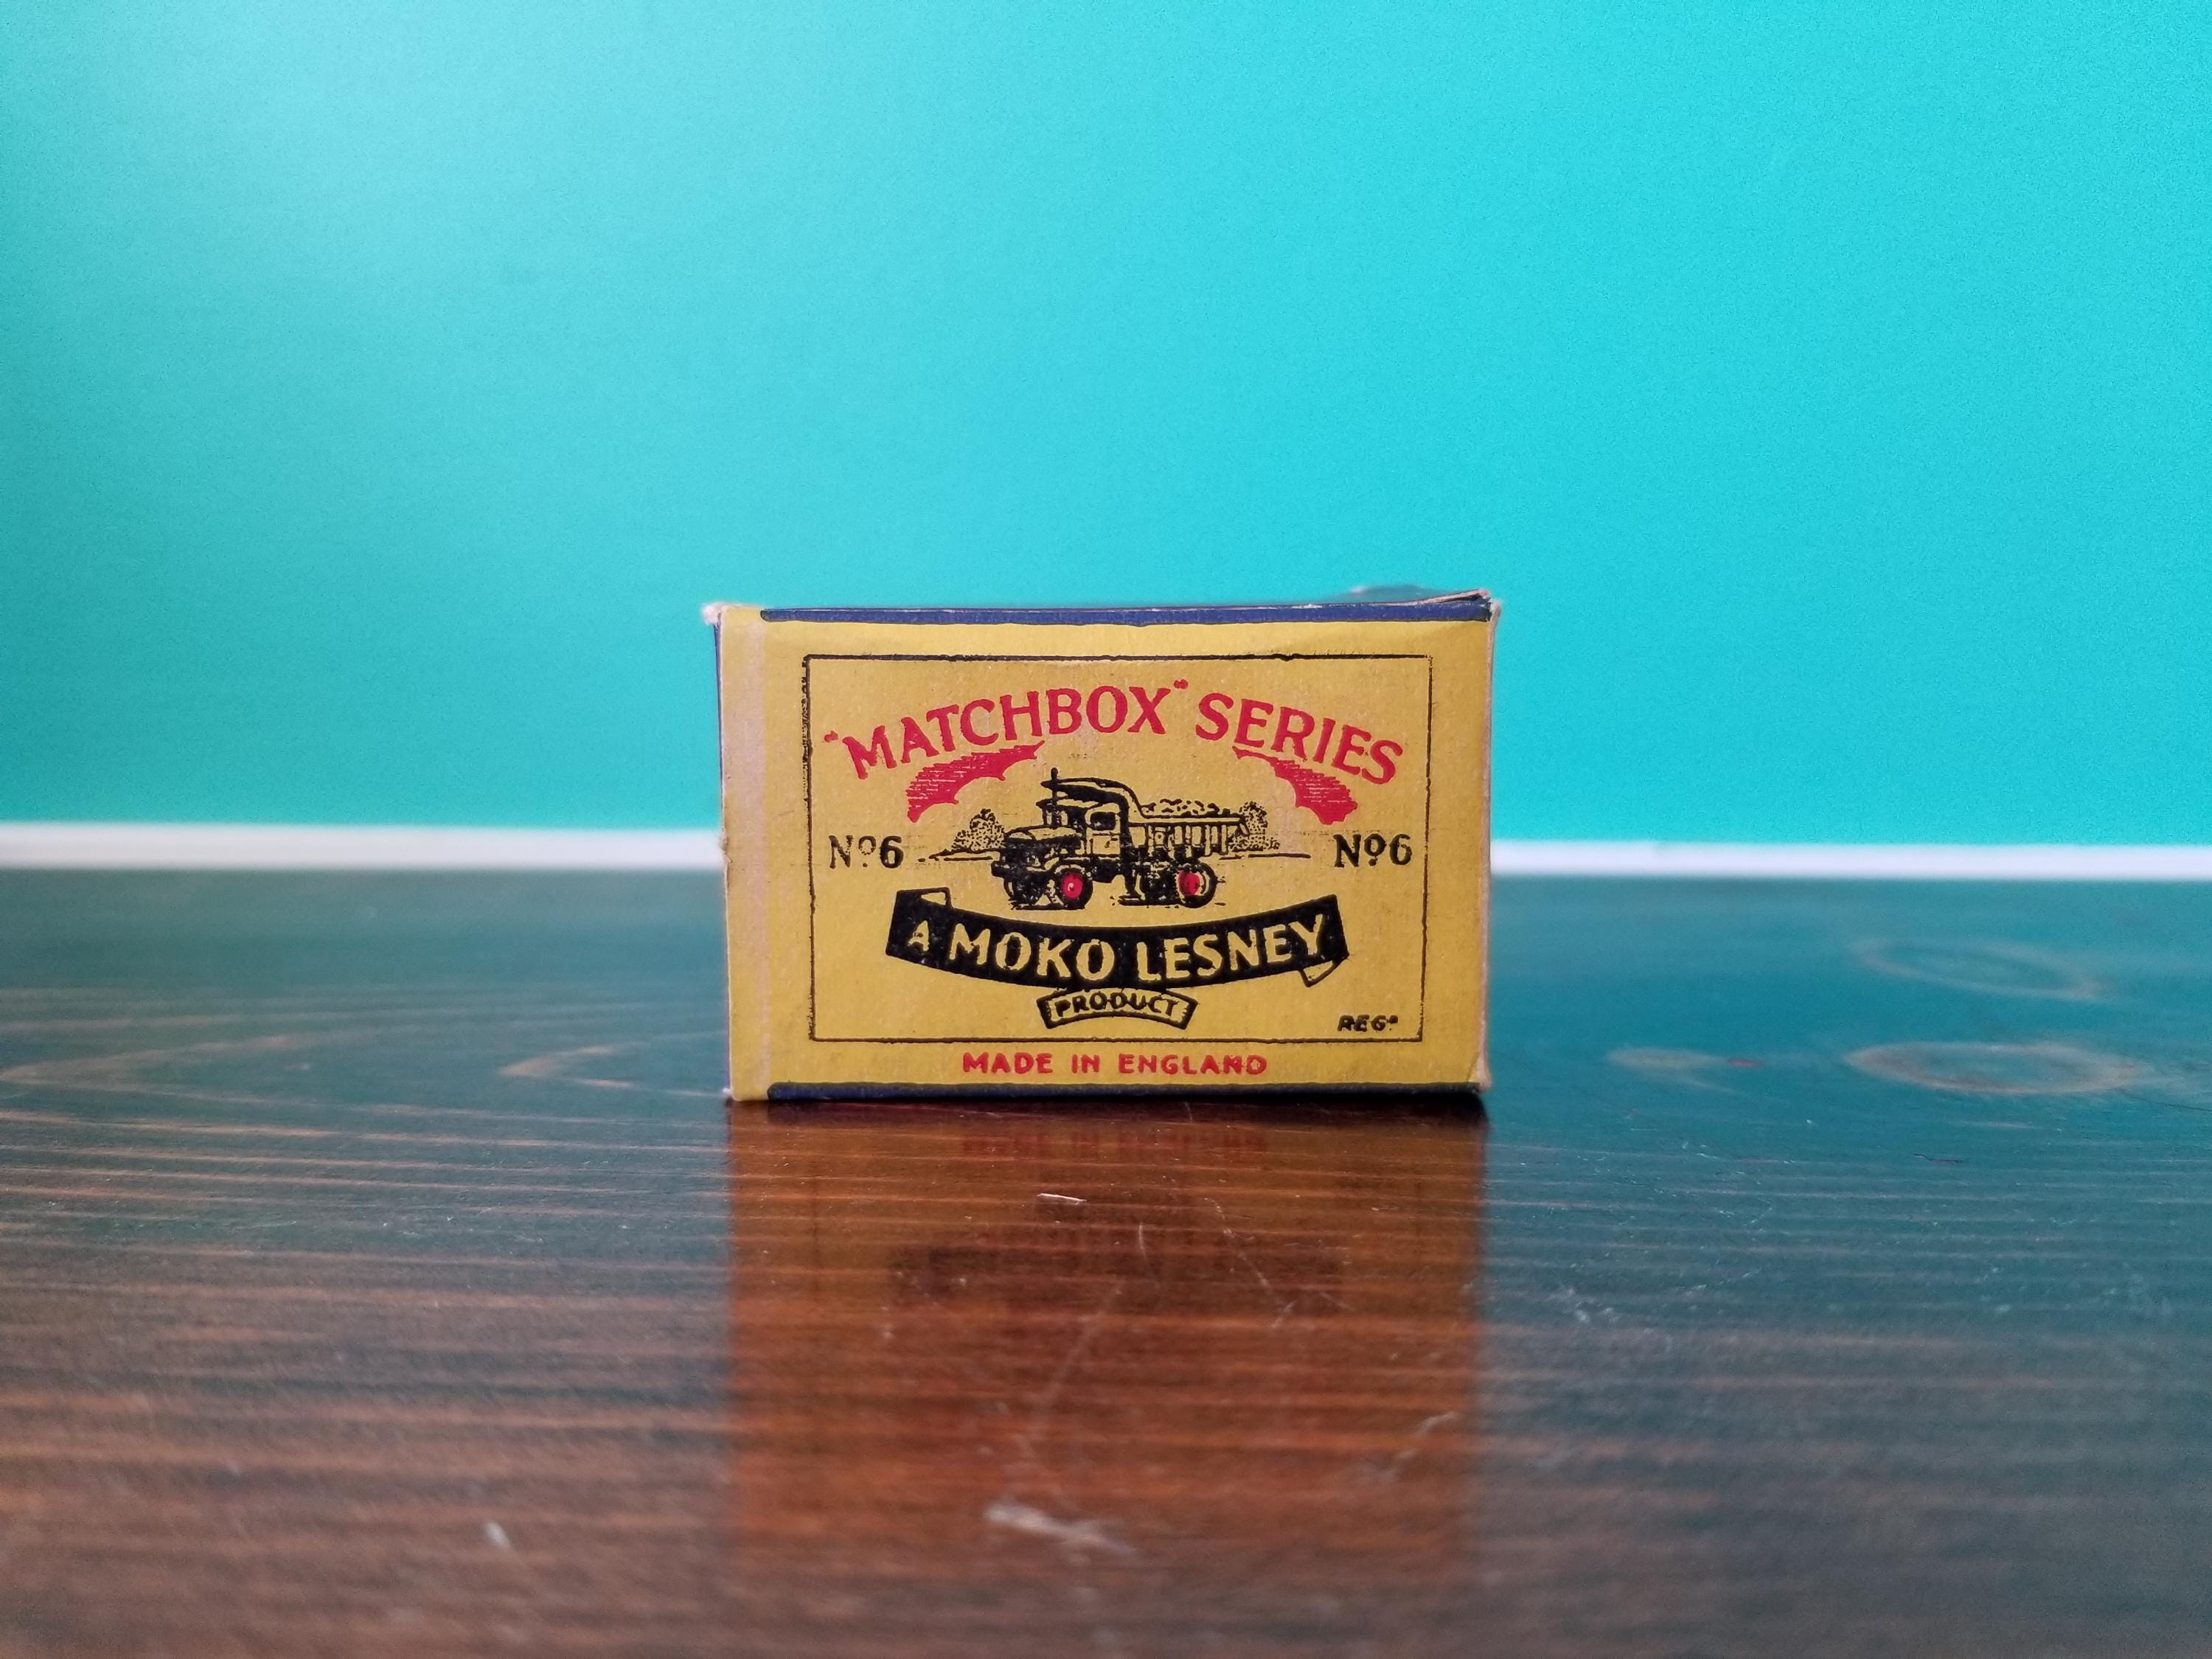 "MATCHBOX" SERIES
Nº6 Nº6
A MOKO LESNEY
PRODUCT
REGD
MADE IN ENGLAND